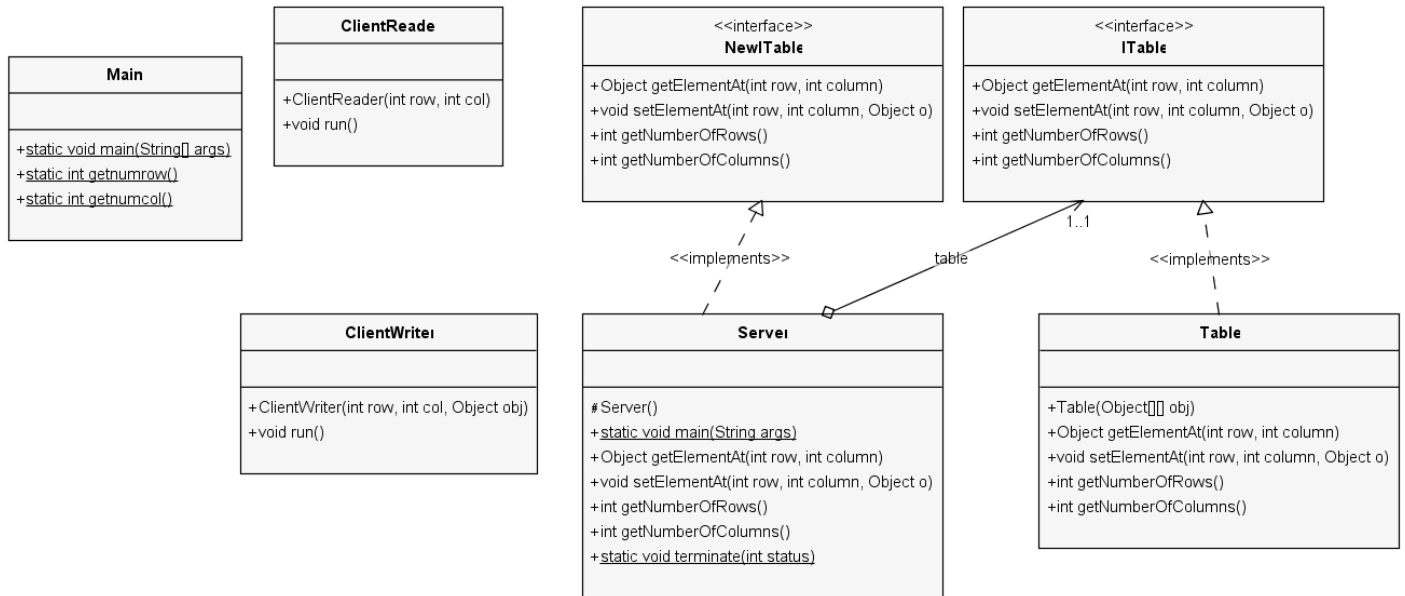 Main
+static void main(String[] args)
+static int getnumrow()
+static int getnumcol()
ClientReade
+ClientReader(int row, int col)
+void run()
<<interface>>
NewITable
+Object getElementAt(int row, int column)
+void setElementAt(int row, int column, Object o)
+int getNumberOfRows()
+int getNumberOfColumns()
<<interface>>
ITable
+Object getElementAt(int row, int column)
+void setElementAt(int row, int column, Object o)
+int getNumberOfRows()
+int getNumberOfColumns()
1..1
<<implements>>
table
<<implements>>
ClientWriter
+ClientWriter(int row, int col, Object obj)
+void run()
Server
#Server()
+static void main(String args)
+Object getElementAt(int row, int column)
+void setElementAt(int row, int column, Object o)
+int getNumberOfRows()
+int getNumberOfColumns()
+static void terminate(int status)
Table
+Table(Object[][] obj)
+Object getElementAt(int row, int column)
+void setElementAt(int row, int column, Object o)
+int getNumberOfRows()
+int getNumberOfColumns()